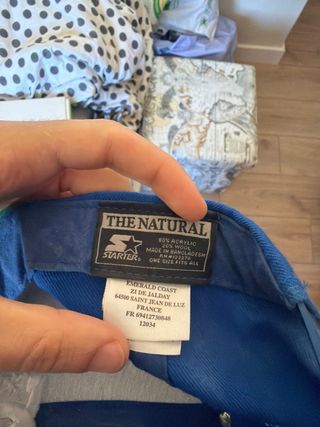 THE NATURAL
STARTER
80% ACRYLIC
20% WOOL
MADE IN BANGLADESH
ONE SIZE FITS ALL
EMERALD COAST
ZI DE JALDAY
64500 SAINT JEAN DE LUZ
FRANCE
FR 69412730848
12034